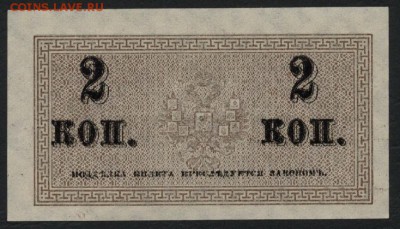 COINS.LAVE.RU
2 2
КОП. КОП.
ПОДДѢЛКА БИЛЕТА ПРЕСЛѢДУЕТСЯ ЗАКОНОМЪ.